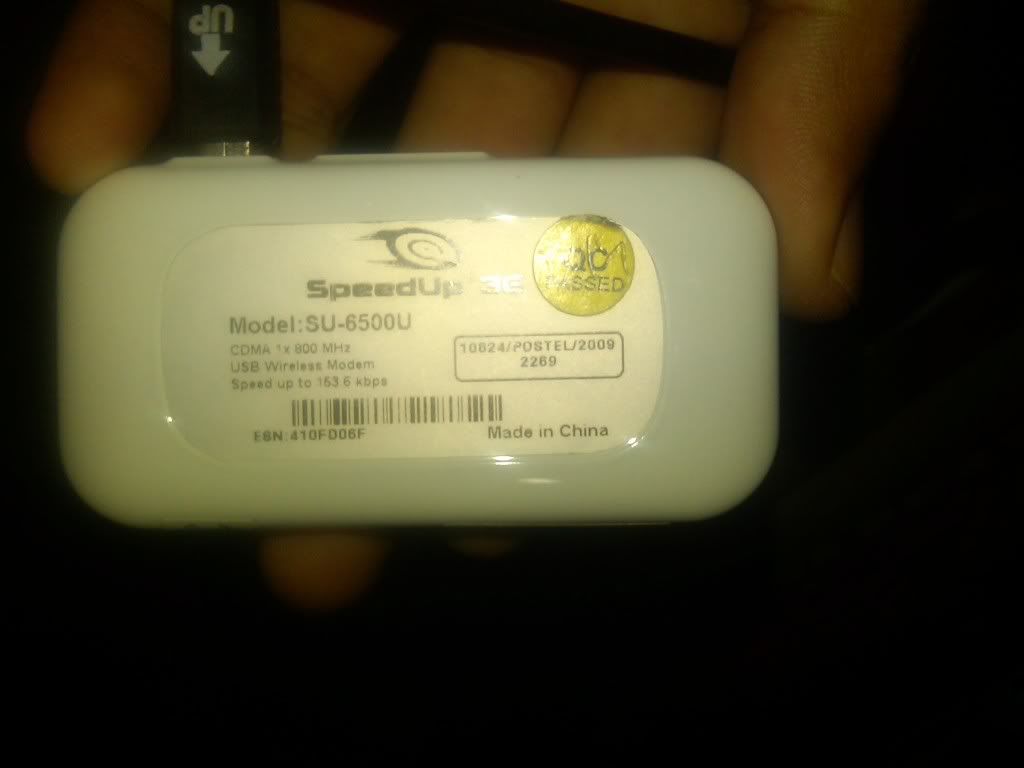 UP
SpeedUp 3G
QC
PASSED
Model:SU-6500U
CDMA 1x 800 MHz
USB Wireless Modem
Speed up to 153.6 kbps
10624/POSTEL/2009
2269
ESN:410FD06F
Made in China